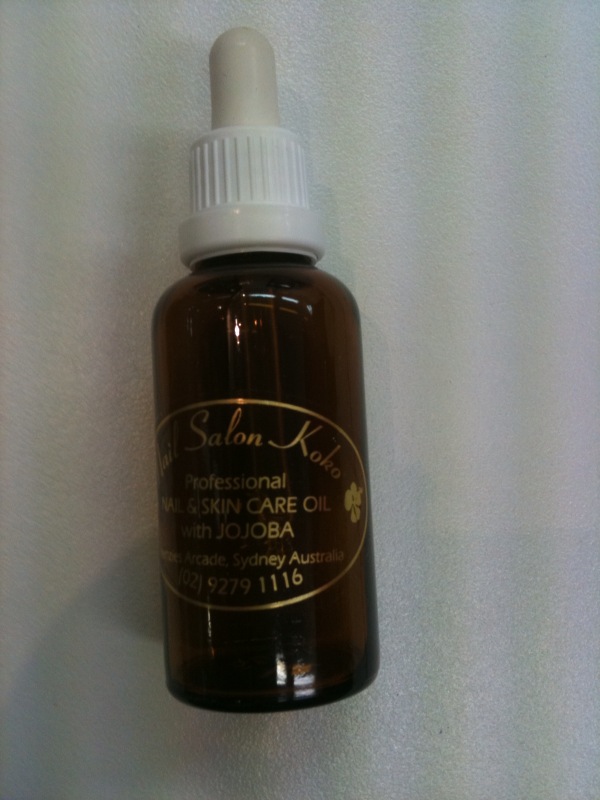 Nail Salon Koko
Professional
NAIL & SKIN CARE OIL
with JOJOBA
Arcade, Sydney Australia
(02) 9279 1116